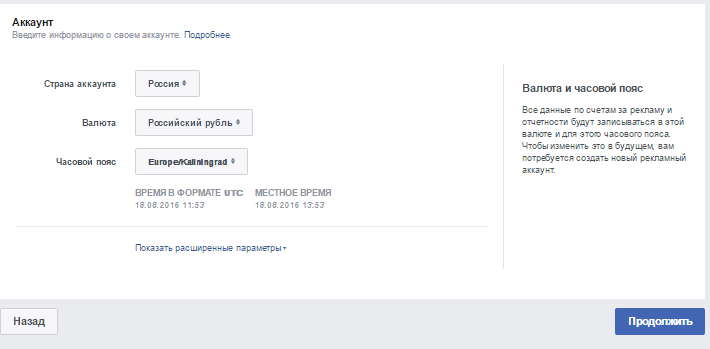 Аккаунт
Введите информацию о своем аккаунте. Подробнее.
Страна аккаунта
Россия
Валюта
Российский рубль
Часовой пояс
Europe/Kaliningrad
ВРЕМЯ В ФОРМАТЕ UTC
18.08.2016 11:53
МЕСТНОЕ ВРЕМЯ
18.08.2016 13:53
Показать расширенные параметры
Валюта и часовой пояс
Все данные по счетам за рекламу и
отчетности будут записываться в этой
валюте и для этого часового пояса.
Чтобы изменить это в будущем, вам
потребуется создать новый рекламный
аккаунт.
Назад
Продолжить